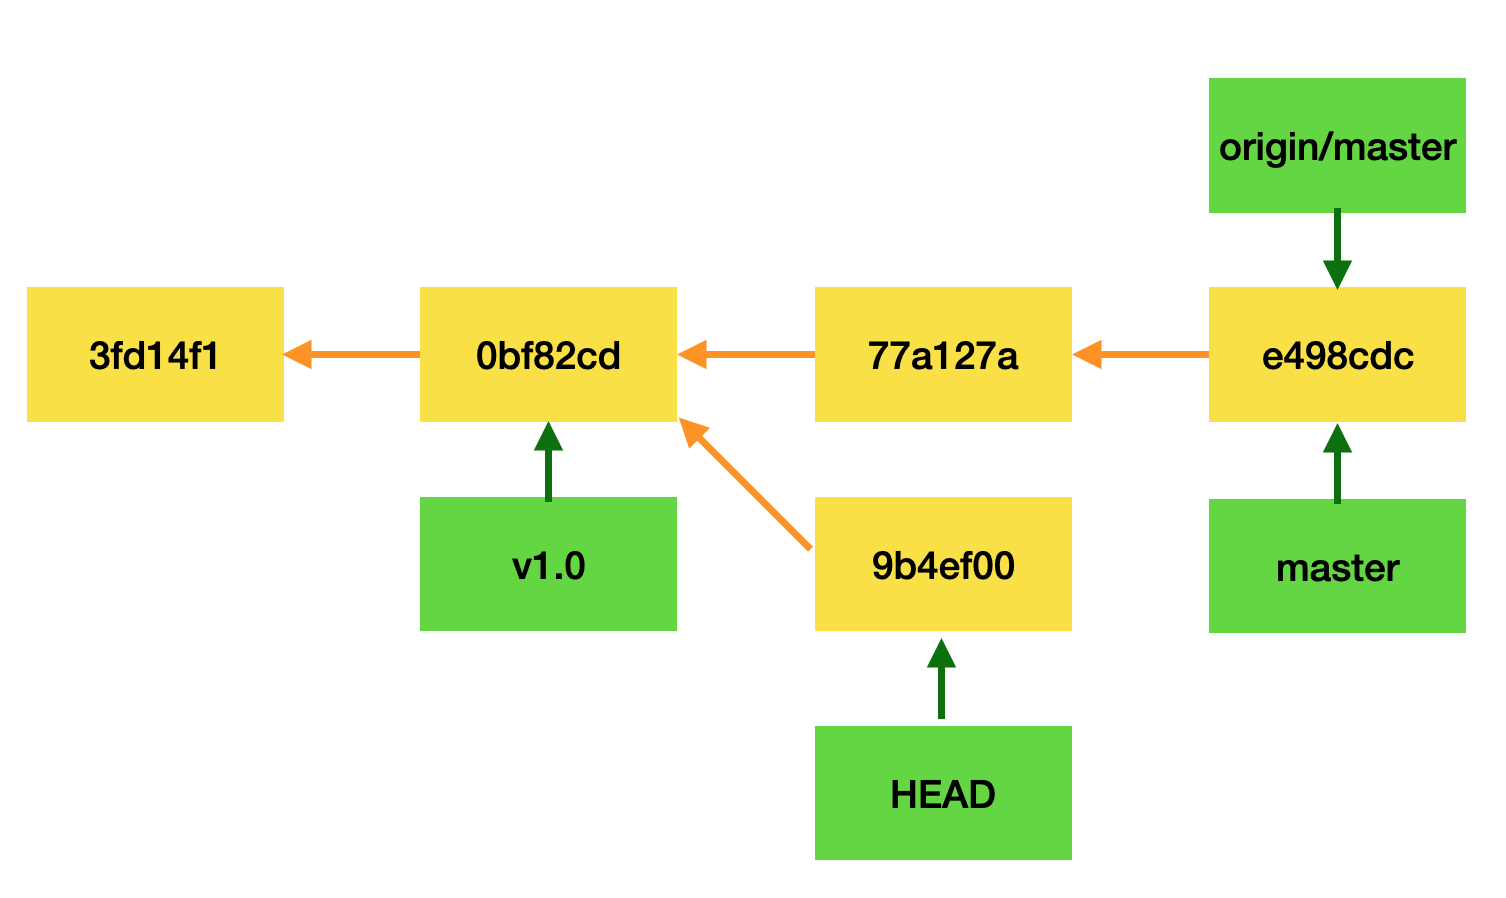 origin/master
3fd14f1
0bf82cd
77a127a
e498cdc
v1.0
9b4ef00
master
HEAD